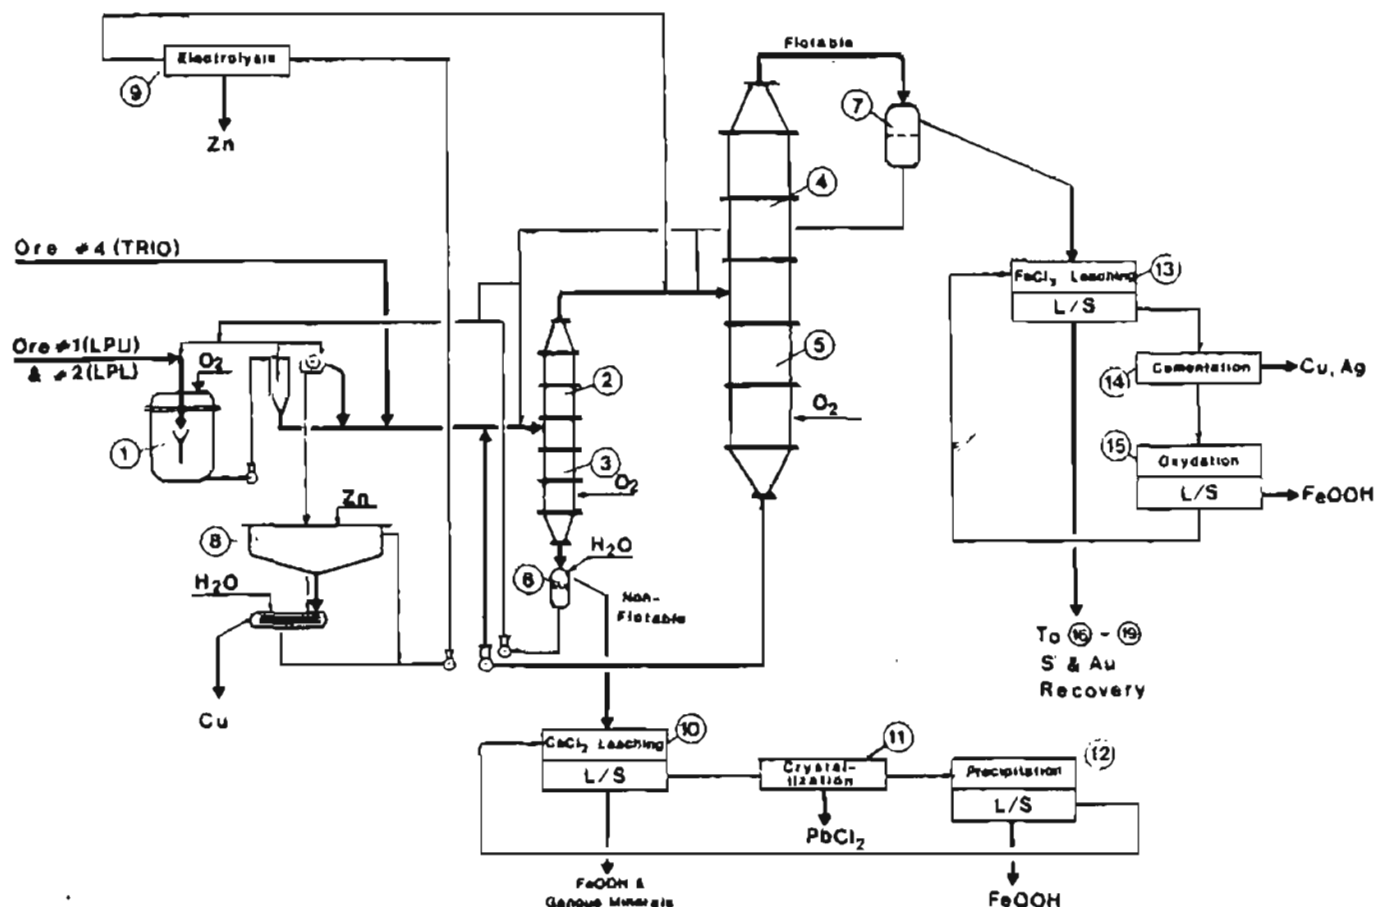 Flotable
Electrolysis
9
7
Zn
4
Ore #4 (TRIO)
13
FeCl₃ Leaching
L/S
Ore #1 (LPU)
& #2 (LPL)
O₂
5
2
14
Cementation
Cu, Ag
O₂
1
15
Oxydation
3
O₂
L/S
FeOOH
Zn
8
H₂O
6
H₂O
Non-
Flotable
To 16 - 19
S & Au
Recovery
Cu
10
CaCl₂ Leaching
L/S
11
Crystal-
lization
12
Precipitation
L/S
PbCl₂
FeOOH &
Gangue Minerals
FeOOH